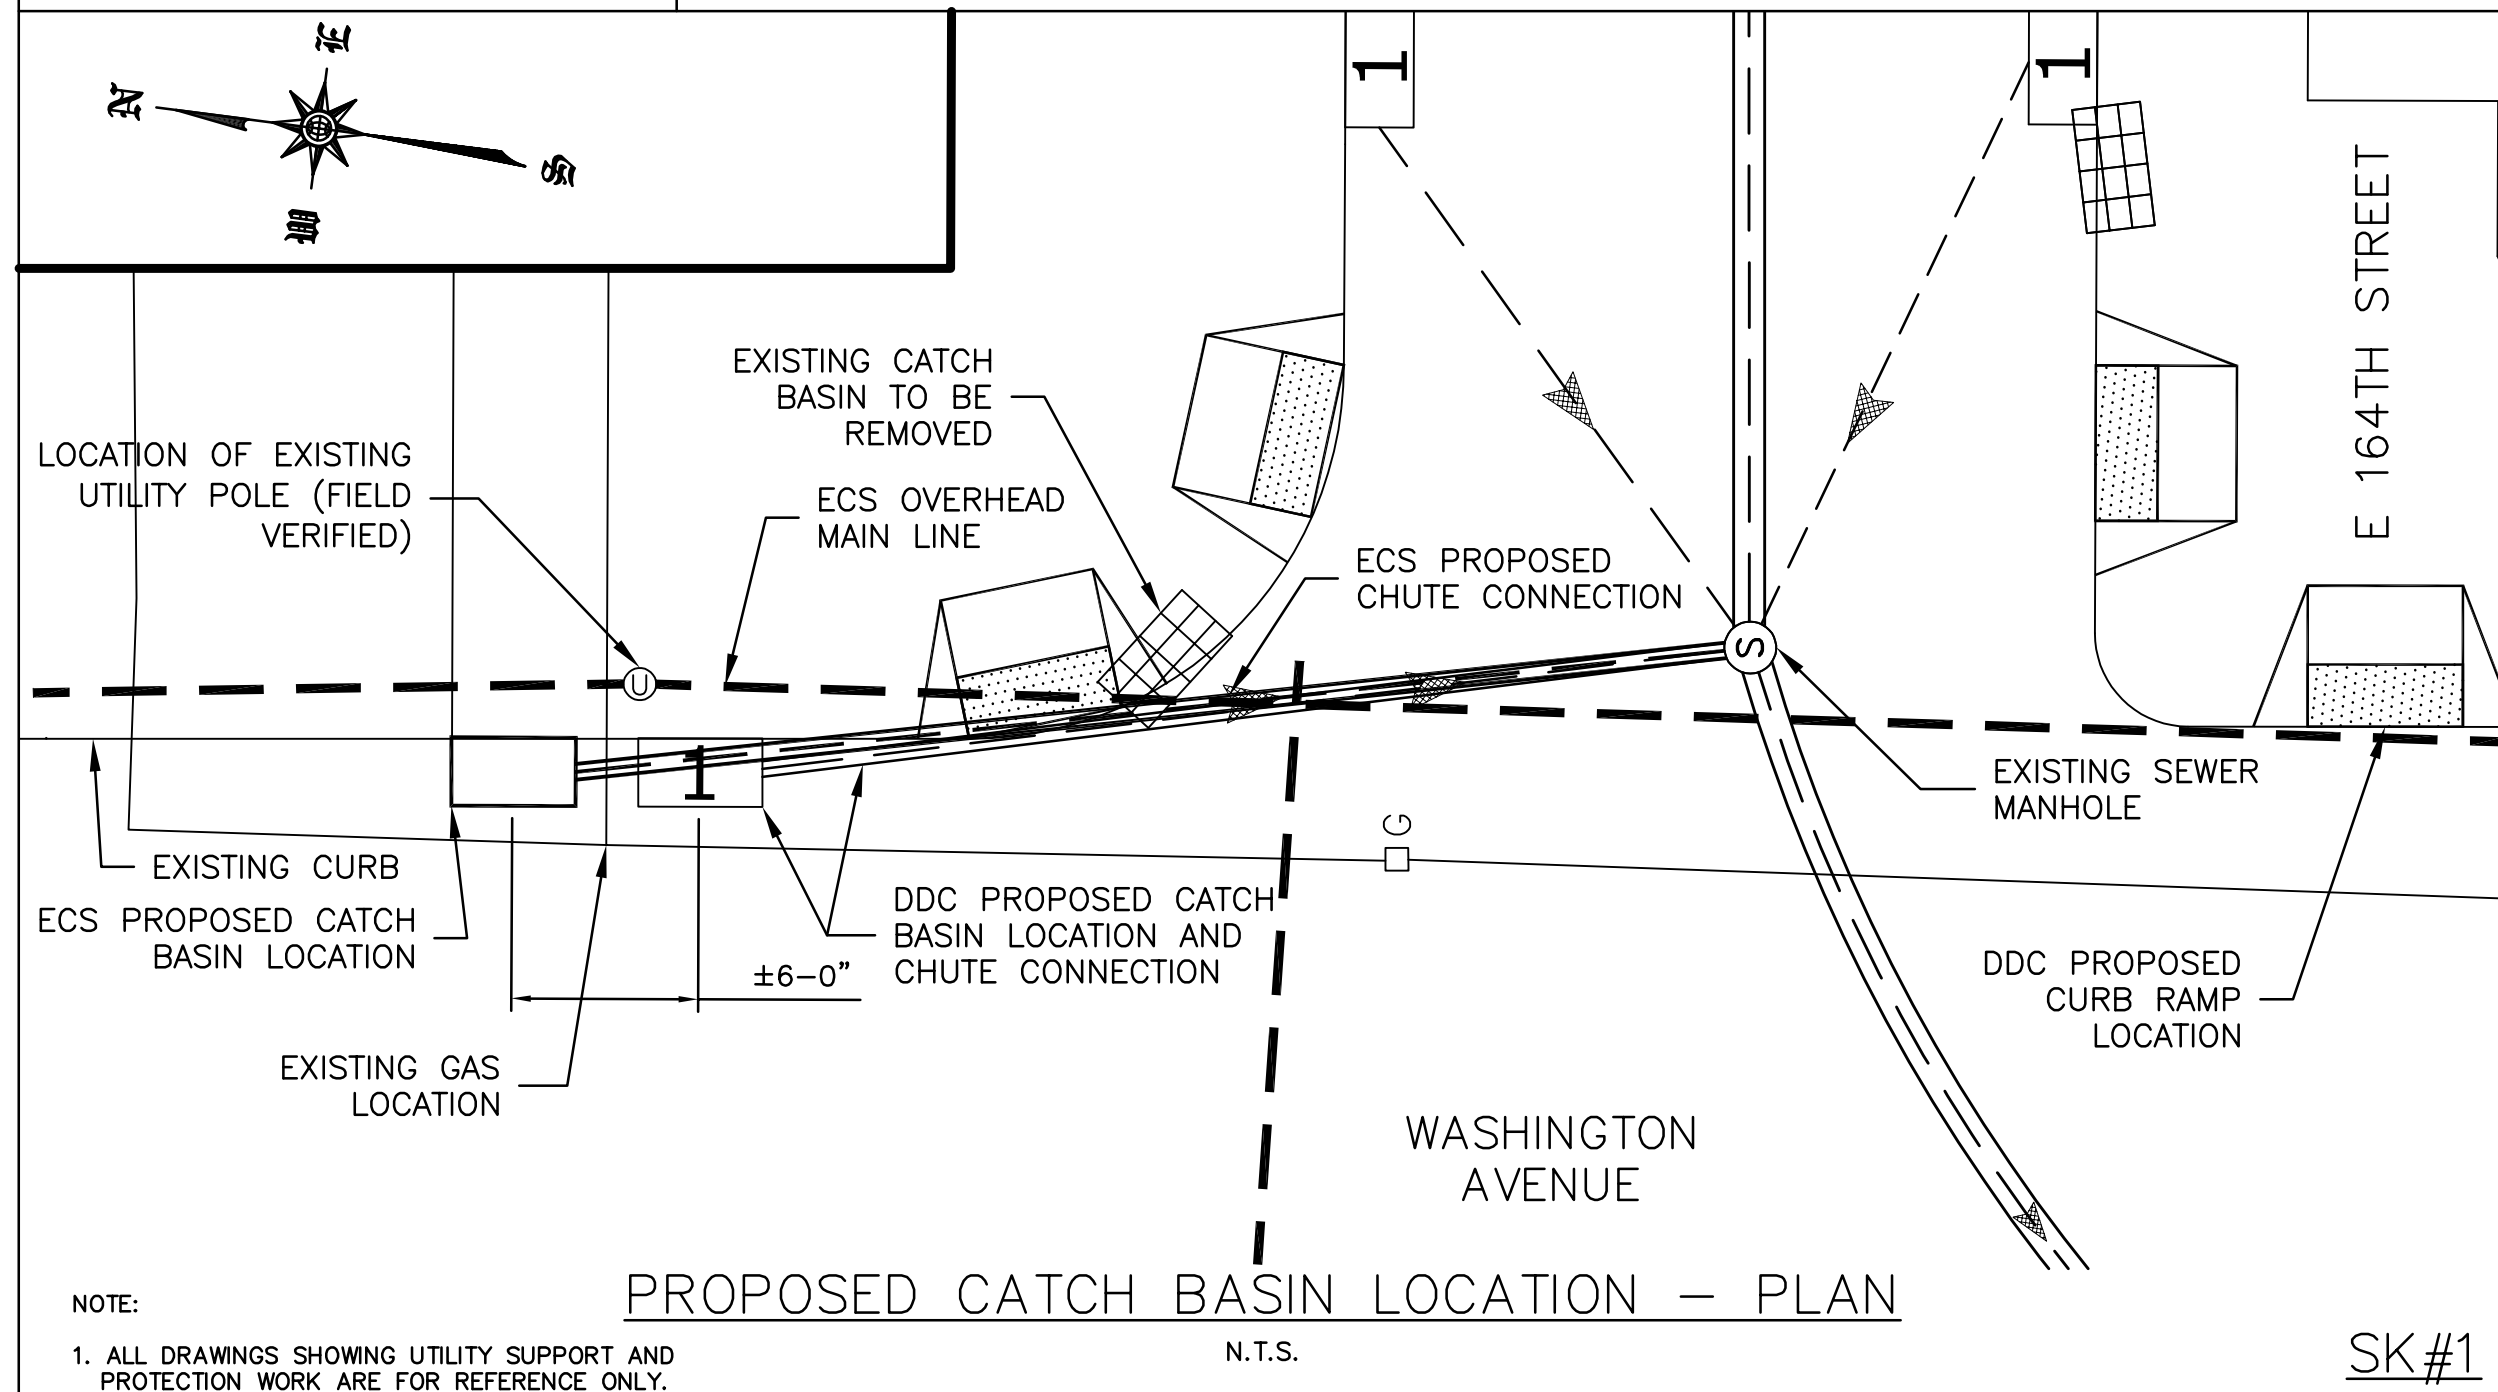 E
N
S
W
1
1
E 164TH STREET
EXISTING CATCH
BASIN TO BE
REMOVED
LOCATION OF EXISTING
UTILITY POLE (FIELD
VERIFIED)
ECS OVERHEAD
MAIN LINE
ECS PROPOSED
CHUTE CONNECTION
U
S
1
EXISTING SEWER
MANHOLE
G
EXISTING CURB
ECS PROPOSED CATCH
BASIN LOCATION
DDC PROPOSED CATCH
BASIN LOCATION AND
CHUTE CONNECTION
±6-0"
DDC PROPOSED
CURB RAMP
LOCATION
EXISTING GAS
LOCATION
WASHINGTON
AVENUE
PROPOSED CATCH BASIN LOCATION - PLAN
N.T.S.
NOTE:
1. ALL DRAWINGS SHOWING UTILITY SUPPORT AND
PROTECTION WORK ARE FOR REFERENCE ONLY.
SK#1